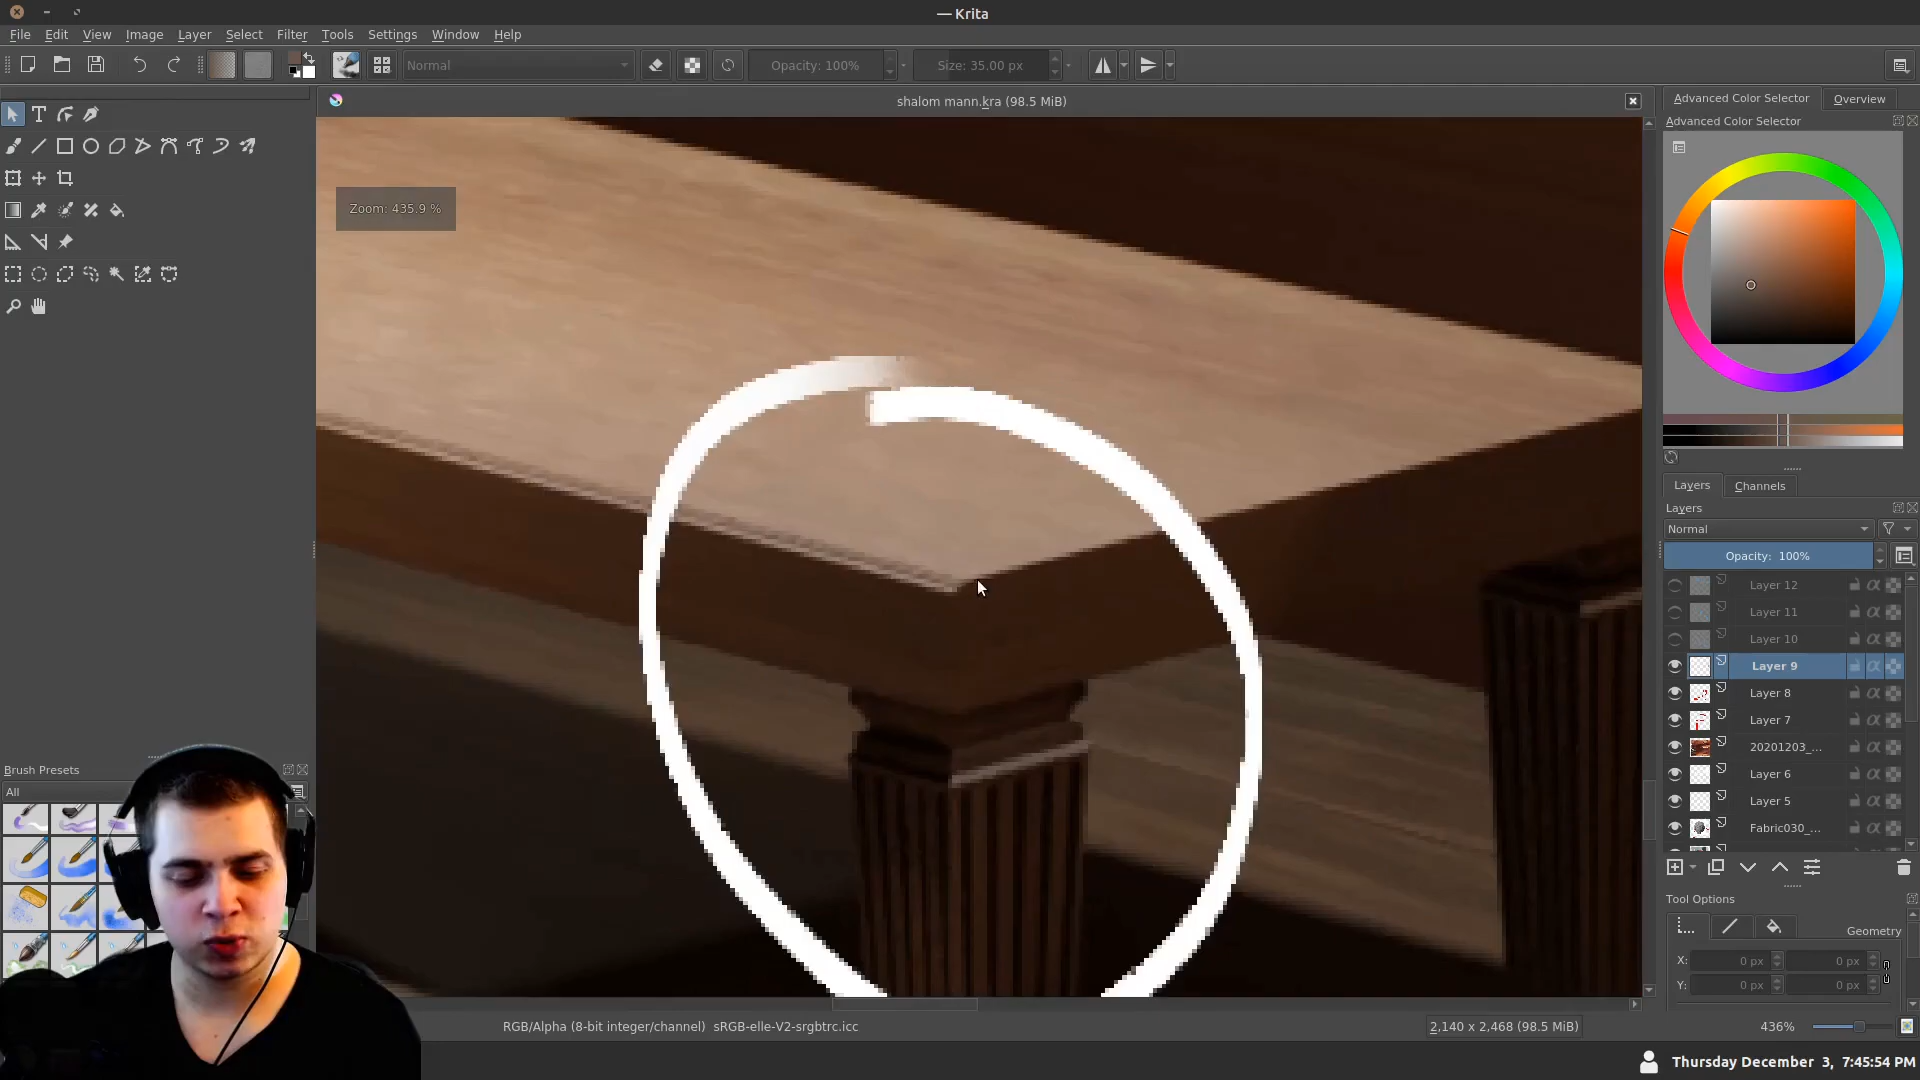 — Krita
File Edit View Image Layer Select Filter Tools Settings Window Help
Normal Opacity: 100% Size: 35.00 px
shalom mann.kra (98.5 MiB)
Zoom: 435.9 %
Advanced Color Selector Overview
Advanced Color Selector
Layers Channels
Layers
Normal
Opacity: 100%
Layer 12
Layer 11
Layer 10
Layer 9
Layer 8
Layer 7
20201203_...
Layer 6
Layer 5
Fabric030_...
Brush Presets
All
Tool Options
Geometry
X: 0 px 0 px
Y: 0 px 0 px
RGB/Alpha (8-bit integer/channel) sRGB-elle-V2-srgbtrc.icc
2,140 x 2,468 (98.5 MiB)
436%
Thursday December 3, 7:45:54 PM